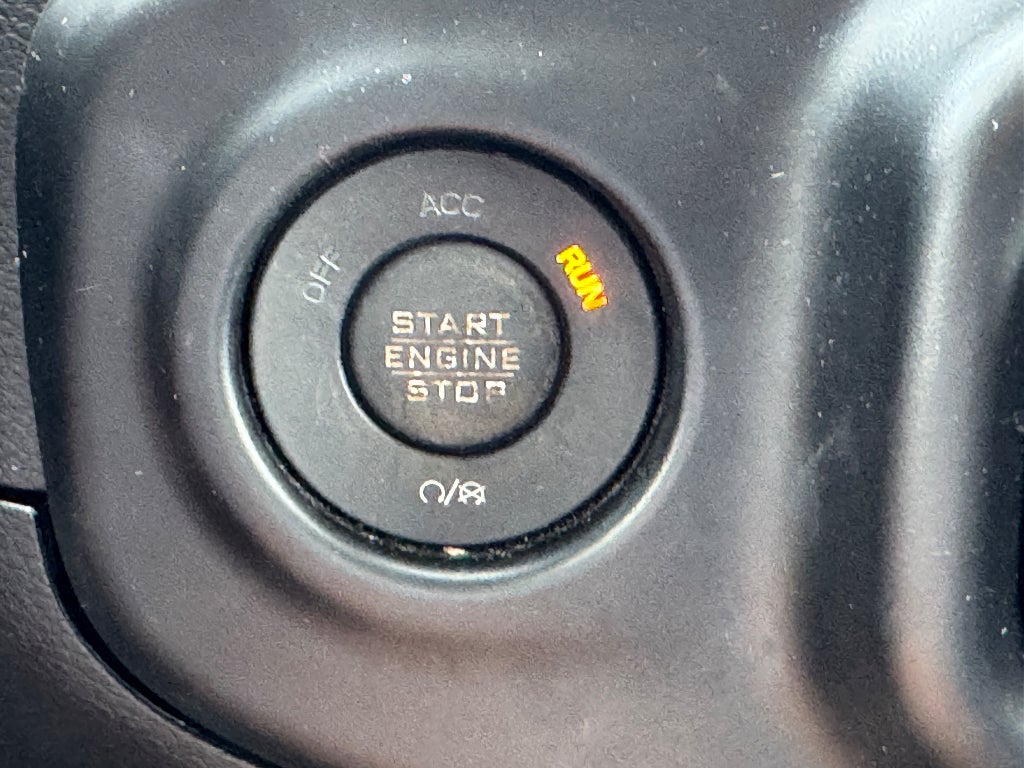 ACC
OFF
RUN
START
ENGINE
STOP